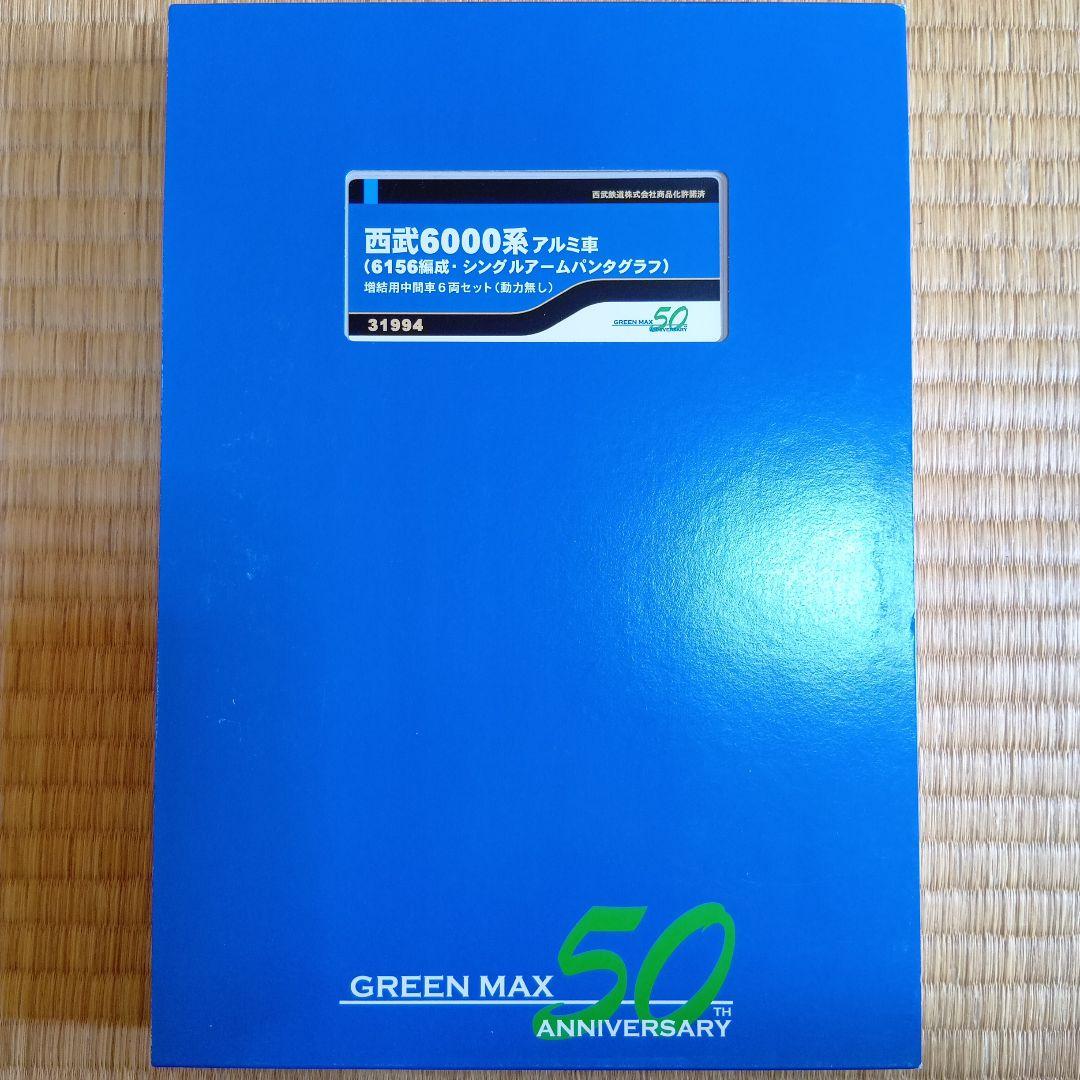 西武鉄道株式会社商品化許諾済
西武6000系アルミ車
(6156編成・シングルアームパンタグラフ)
増結用中間車6両セット(動力無し)
31994
GREEN MAX 50TH
ANNIVERSARY
GREEN MAX 50TH
ANNIVERSARY